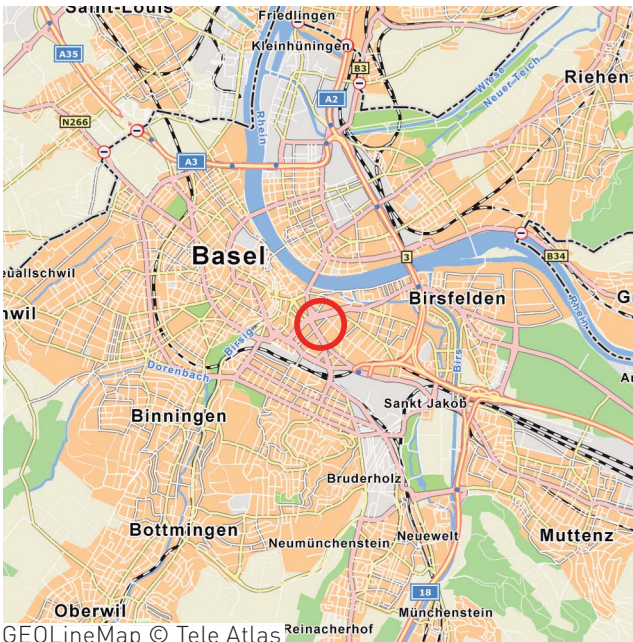 Saint-Louis
Friedlingen
Kleinhüningen
A35
B3
Riehen
Wiese
Neuer Teich
A2
N266
Rhein
A3
Basel
3
B34
euallschwil
Birsfelden
G
hwil
Rhein
Birsig
Birs
Dorenbach
Au
Sankt Jakob
Binningen
Bruderholz
Bottmingen
Neumünchenstein
Neuewelt
Muttenz
18
Oberwil
Münchenstein
Reinacherhof
GEOLineMap © Tele Atlas